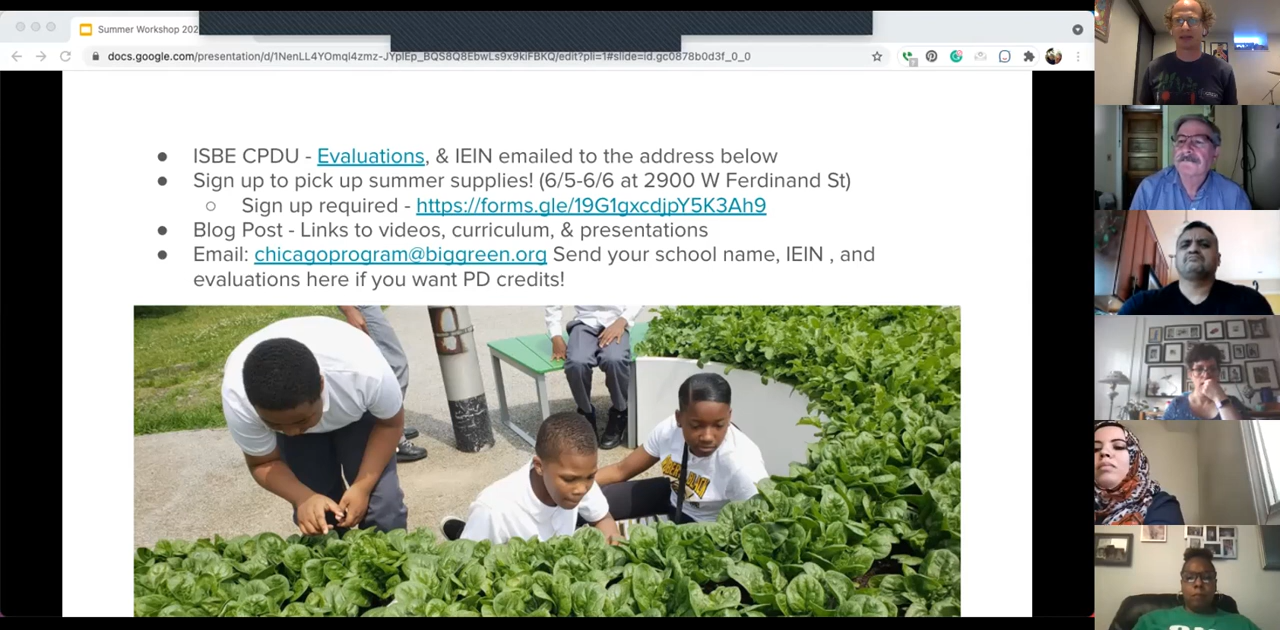 Summer Workshop 202
docs.google.com/presentation/d/1NenLL4YOmqI4zmz-JYpIEp_BQS8Q8EbwLs9x9kiFBKQ/edit?pli=1#slide=id.gc0878b0d3f_0_0
● ISBE CPDU - Evaluations, & IEIN emailed to the address below
● Sign up to pick up summer supplies! (6/5-6/6 at 2900 W Ferdinand St)
○ Sign up required - https://forms.gle/19G1gxcdjpY5K3Ah9
● Blog Post - Links to videos, curriculum, & presentations
● Email: chicagoprogram@biggreen.org Send your school name, IEIN , and
evaluations here if you want PD credits!